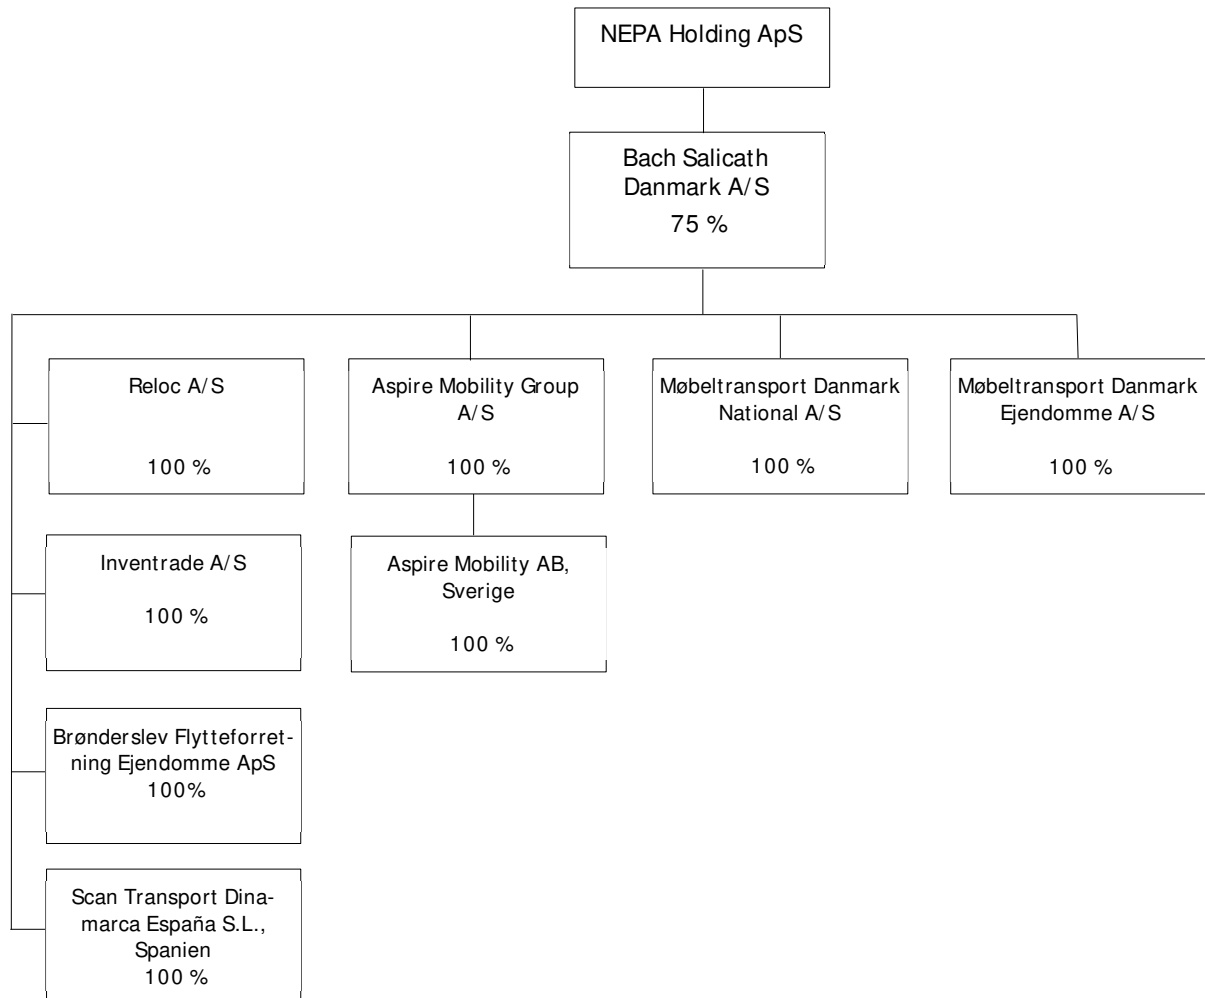 NEPA Holding ApS
Bach Salicath
Danmark A/S
75 %
Reloc A/S
100 %
Aspire Mobility Group
A/S
100 %
Møbeltransport Danmark
National A/S
100 %
Møbeltransport Danmark
Ejendomme A/S
100 %
Inventrade A/S
100 %
Aspire Mobility AB,
Sverige
100 %
Brønderslev Flytteforret-
ning Ejendomme ApS
100%
Scan Transport Dina-
marca España S.L.,
Spanien
100 %